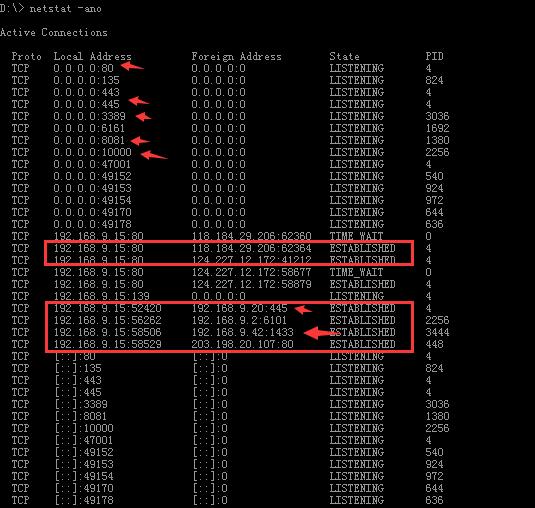 D:\> netstat -ano
Active Connections
Proto Local Address Foreign Address State PID
TCP 0.0.0.0:80 0.0.0.0:0 LISTENING 4
TCP 0.0.0.0:135 0.0.0.0:0 LISTENING 824
TCP 0.0.0.0:443 0.0.0.0:0 LISTENING 4
TCP 0.0.0.0:445 0.0.0.0:0 LISTENING 4
TCP 0.0.0.0:3389 0.0.0.0:0 LISTENING 3036
TCP 0.0.0.0:6161 0.0.0.0:0 LISTENING 1692
TCP 0.0.0.0:8081 0.0.0.0:0 LISTENING 1380
TCP 0.0.0.0:10000 0.0.0.0:0 LISTENING 2256
TCP 0.0.0.0:47001 0.0.0.0:0 LISTENING 4
TCP 0.0.0.0:49152 0.0.0.0:0 LISTENING 540
TCP 0.0.0.0:49153 0.0.0.0:0 LISTENING 924
TCP 0.0.0.0:49154 0.0.0.0:0 LISTENING 972
TCP 0.0.0.0:49170 0.0.0.0:0 LISTENING 644
TCP 0.0.0.0:49178 0.0.0.0:0 LISTENING 636
TCP 192.168.9.15:80 118.184.29.206:62360 TIME_WAIT 0
TCP 192.168.9.15:80 118.184.29.206:62364 ESTABLISHED 4
TCP 192.168.9.15:80 124.227.12.172:41212 ESTABLISHED 4
TCP 192.168.9.15:80 124.227.12.172:58677 TIME_WAIT 0
TCP 192.168.9.15:80 124.227.12.172:58879 ESTABLISHED 4
TCP 192.168.9.15:139 0.0.0.0:0 LISTENING 4
TCP 192.168.9.15:52420 192.168.9.20:445 ESTABLISHED 4
TCP 192.168.9.15:56262 192.168.9.2:6101 ESTABLISHED 2256
TCP 192.168.9.15:58506 192.168.9.42:1433 ESTABLISHED 3444
TCP 192.168.9.15:58529 203.198.20.107:80 ESTABLISHED 448
TCP [::]:80 [::]:0 LISTENING 4
TCP [::]:135 [::]:0 LISTENING 824
TCP [::]:443 [::]:0 LISTENING 4
TCP [::]:445 [::]:0 LISTENING 4
TCP [::]:3389 [::]:0 LISTENING 3036
TCP [::]:8081 [::]:0 LISTENING 1380
TCP [::]:10000 [::]:0 LISTENING 2256
TCP [::]:47001 [::]:0 LISTENING 4
TCP [::]:49152 [::]:0 LISTENING 540
TCP [::]:49153 [::]:0 LISTENING 924
TCP [::]:49154 [::]:0 LISTENING 972
TCP [::]:49170 [::]:0 LISTENING 644
TCP [::]:49178 [::]:0 LISTENING 636